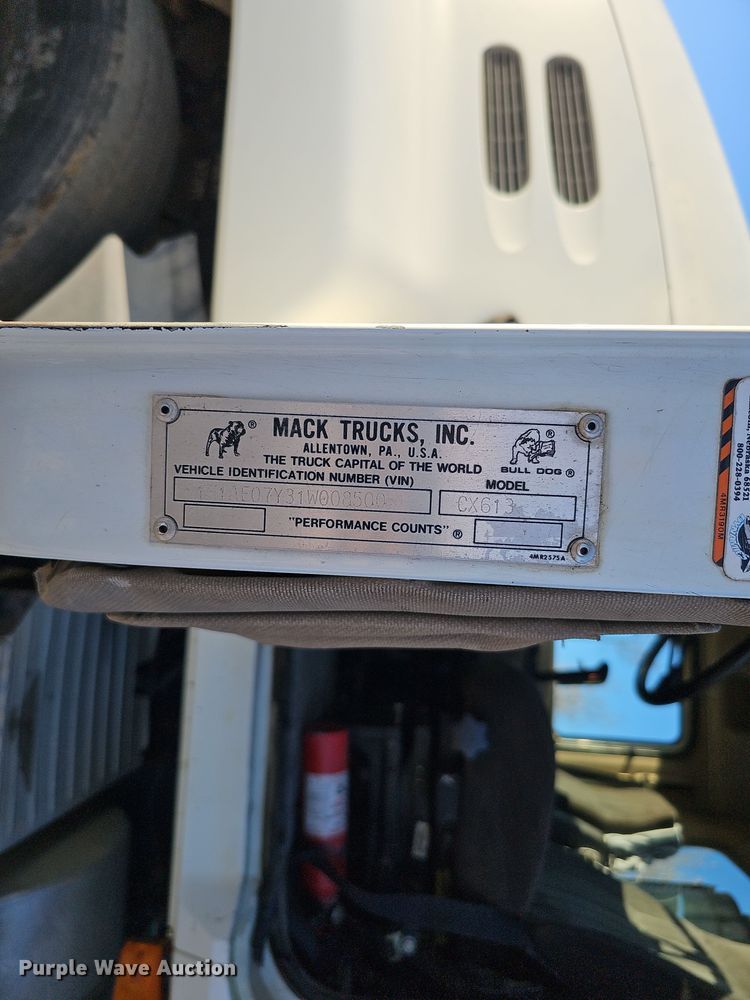 MACK TRUCKS, INC.
ALLENTOWN, PA., U.S.A.
THE TRUCK CAPITAL OF THE WORLD
BULL DOG ®
VEHICLE IDENTIFICATION NUMBER (VIN)
MODEL
CX613
"PERFORMANCE COUNTS" ®
4MR2575A
68521
800-228-0394
4MR3190M
Purple Wave Auction